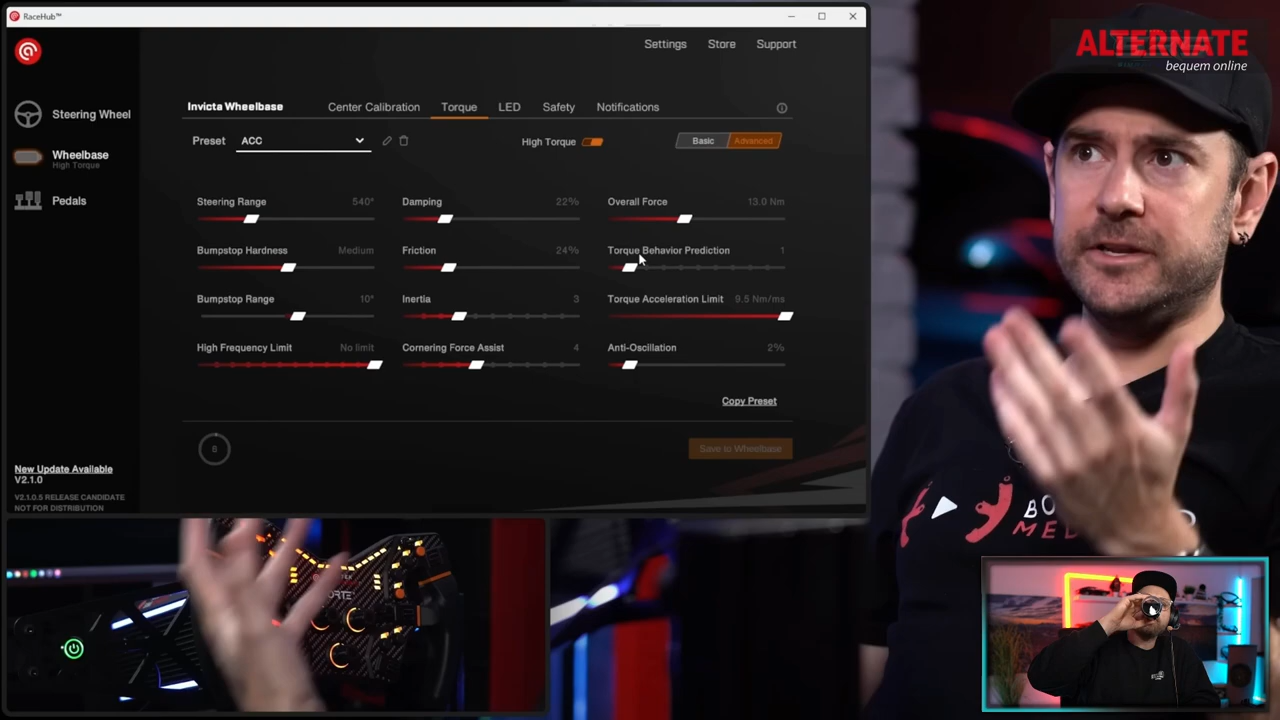 RaceHub™
ALTERNATE
bequem online
Settings Store Support
Invicta Wheelbase Center Calibration Torque LED Safety Notifications
Steering Wheel
Wheelbase
High Torque
Pedals
Preset ACC High Torque Basic Advanced
Steering Range 540° Damping 22% Overall Force 13.0 Nm
Bumpstop Hardness Medium Friction 24% Torque Behavior Prediction 1
Bumpstop Range 10° Inertia 3 Torque Acceleration Limit 9.5 Nm/ms
High Frequency Limit No limit Cornering Force Assist 4 Anti-Oscillation 2%
Copy Preset
Save to Wheelbase
New Update Available
V2.1.0
V2.1.0.5 RELEASE CANDIDATE
NOT FOR DISTRIBUTION